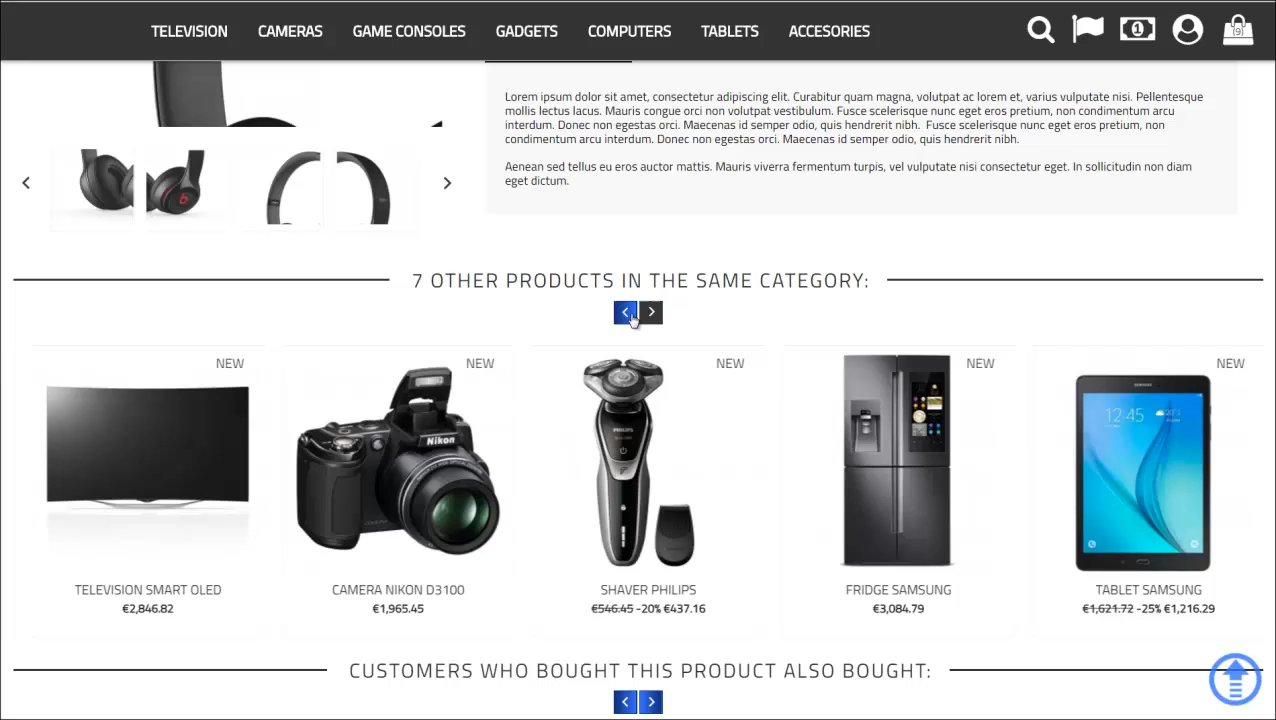 TELEVISION CAMERAS GAME CONSOLES GADGETS COMPUTERS TABLETS ACCESORIES
1
(9)
Lorem ipsum dolor sit amet, consectetur adipiscing elit. Curabitur quam magna, volutpat ac lorem et, varius vulputate nisi. Pellentesque
mollis lectus lacus. Mauris congue orci non volutpat vestibulum. Fusce scelerisque nunc eget eros pretium, non condimentum arcu
interdum. Donec non egestas orci. Maecenas id semper odio, quis hendrerit nibh. Fusce scelerisque nunc eget eros pretium, non
condimentum arcu interdum. Donec non egestas orci. Maecenas id semper odio, quis hendrerit nibh.
Aenean sed tellus eu eros auctor mattis. Mauris viverra fermentum turpis, vel vulputate nisi consectetur eget. In sollicitudin non diam
eget dictum.
7 OTHER PRODUCTS IN THE SAME CATEGORY:
NEW NEW NEW NEW NEW
Nikon
PHILIPS
SAMSUNG
12:45
TELEVISION SMART OLED CAMERA NIKON D3100 SHAVER PHILIPS FRIDGE SAMSUNG TABLET SAMSUNG
€2,846.82 €1,965.45 €546.45 -20% €437.16 €3,084.79 €1,621.72 -25% €1,216.29
CUSTOMERS WHO BOUGHT THIS PRODUCT ALSO BOUGHT: